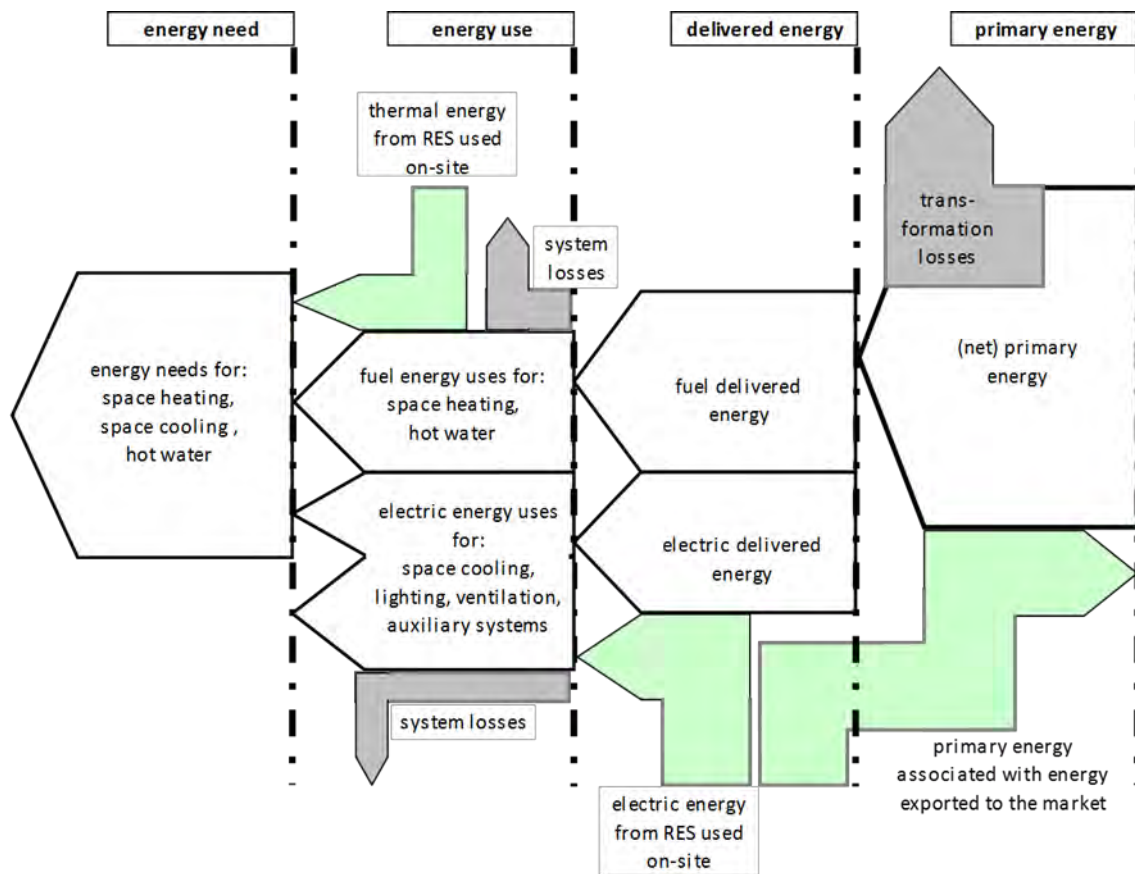 energy need
energy use
delivered energy
primary energy
thermal energy
from RES used
on-site
system
losses
trans-
formation
losses
energy needs for:
space heating,
space cooling ,
hot water
fuel energy uses for:
space heating,
hot water
fuel delivered
energy
(net) primary
energy
electric energy uses
for:
space cooling,
lighting, ventilation,
auxiliary systems
electric delivered
energy
system losses
electric energy
from RES used
on-site
primary energy
associated with energy
exported to the market